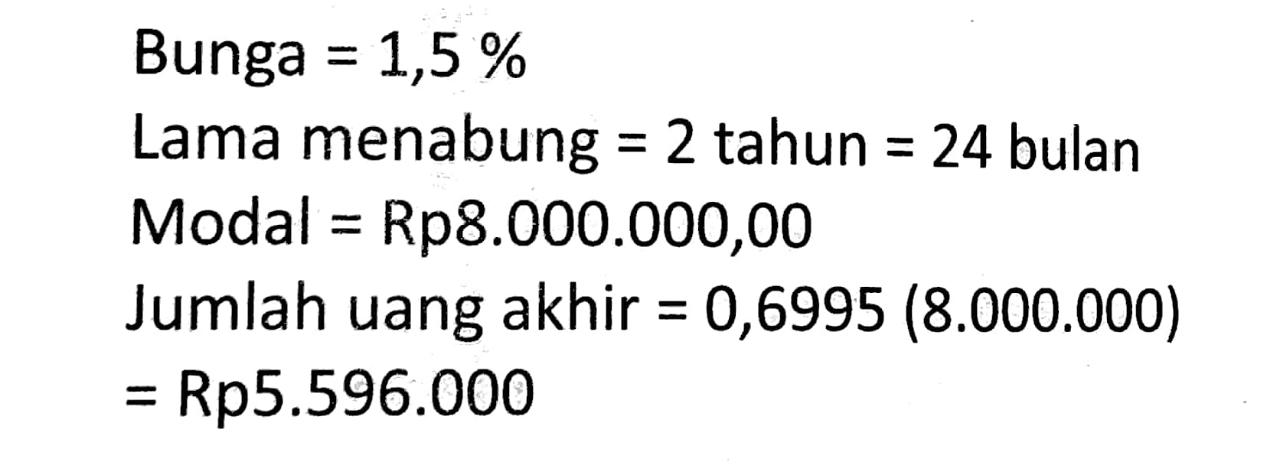 Bunga = 1,5 %
Lama menabung = 2 tahun = 24 bulan
Modal = Rp8.000.000,00
Jumlah uang akhir = 0,6995 (8.000.000)
= Rp5.596.000